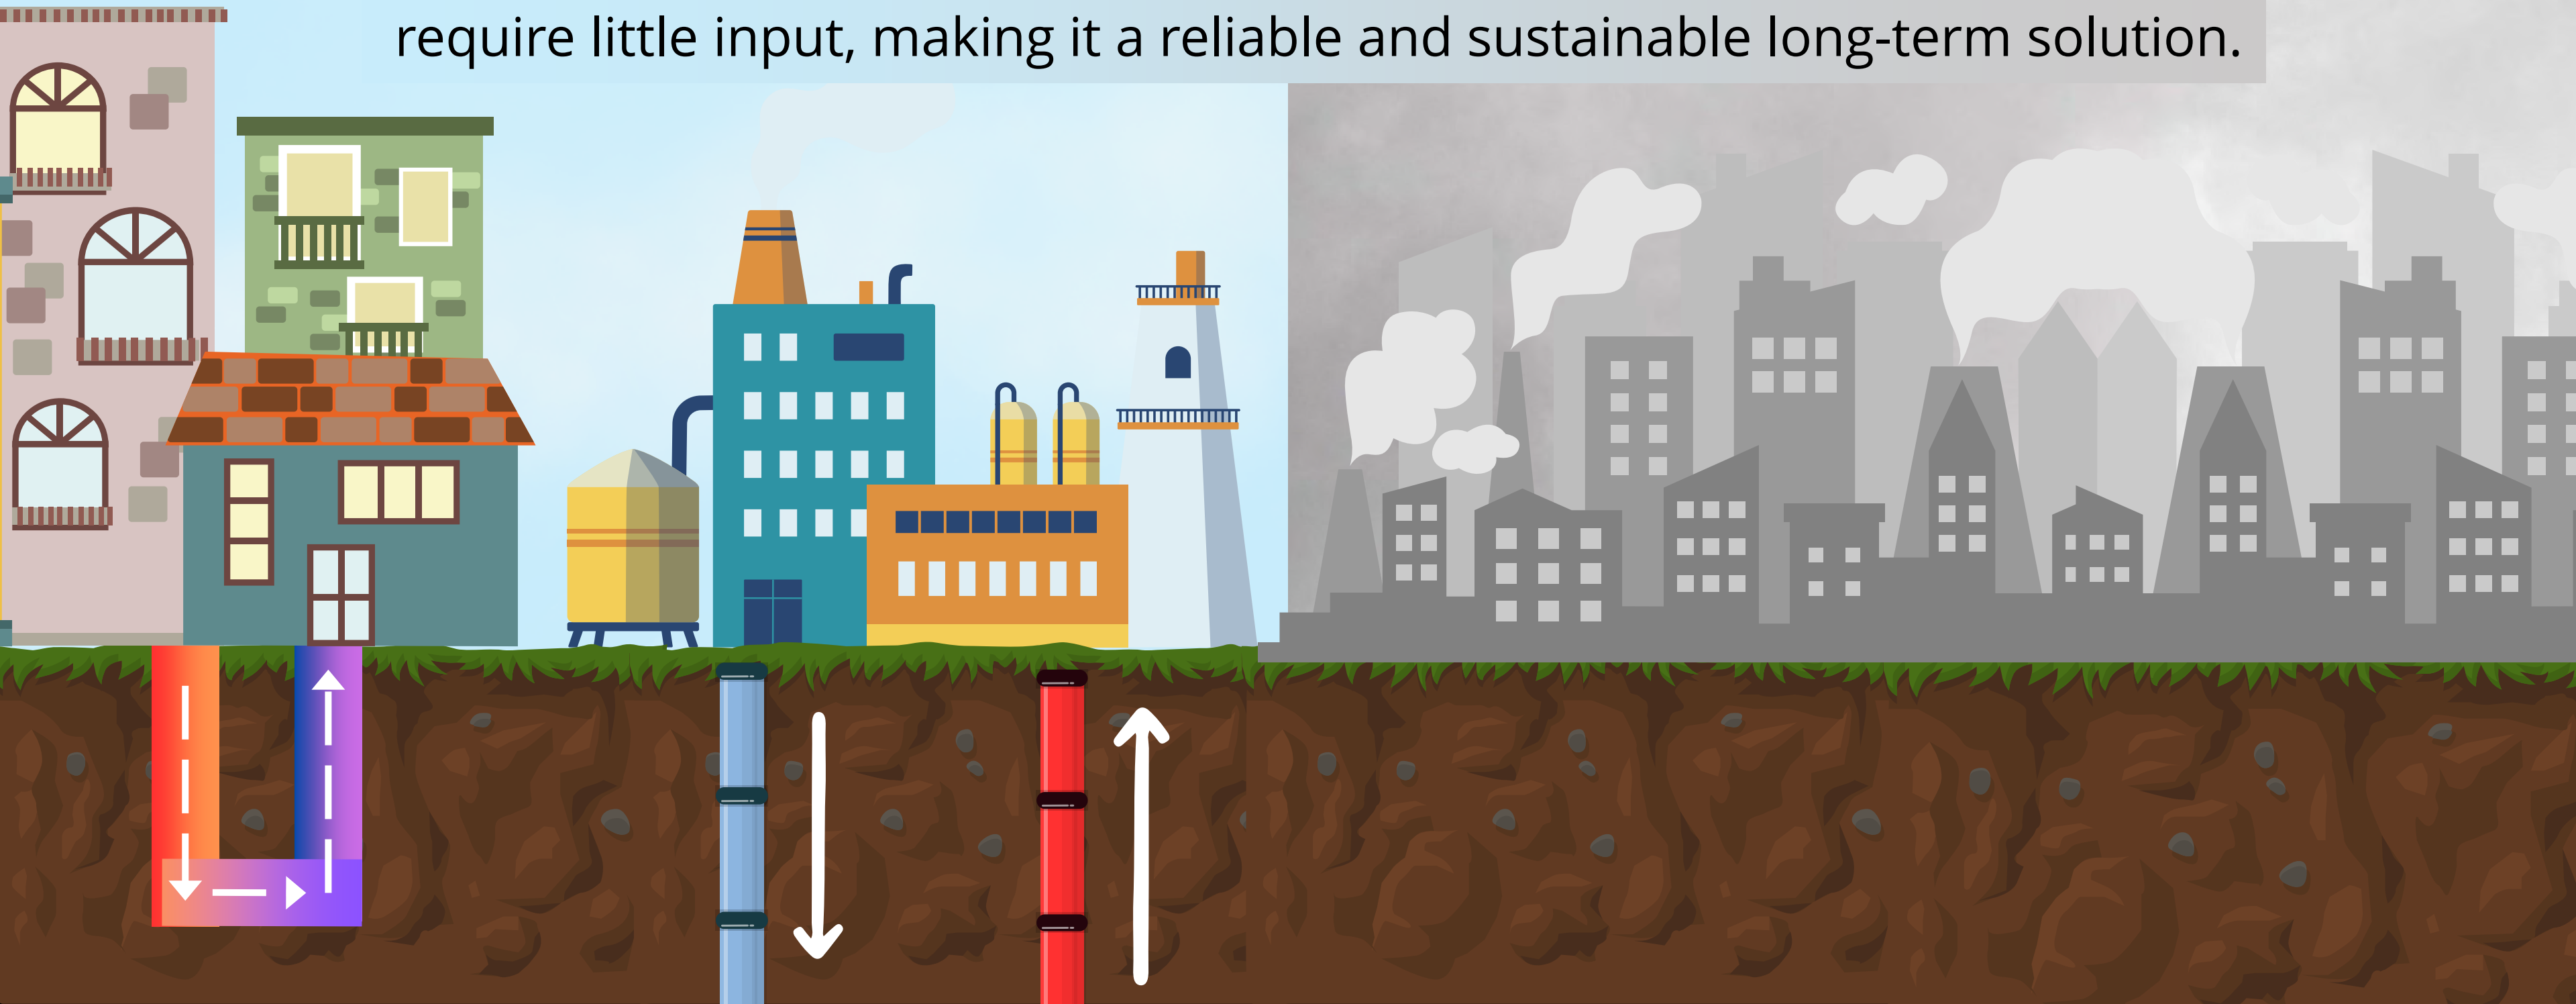 require little input, making it a reliable and sustainable long-term solution.